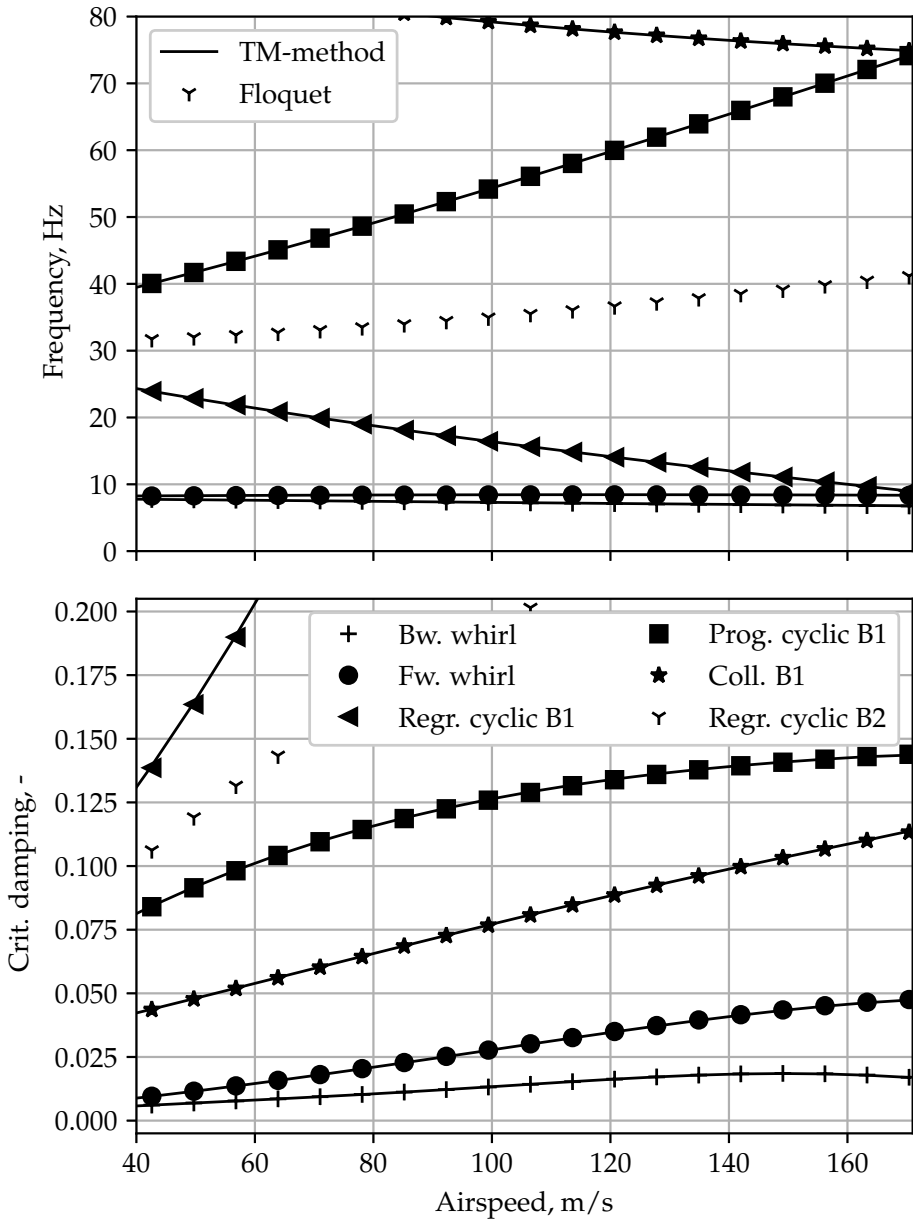 80
70
60
50
40
30
20
10
0
Frequency, Hz
TM-method
Floquet
0.200
0.175
0.150
0.125
0.100
0.075
0.050
0.025
0.000
Crit. damping, -
Bw. whirl
Fw. whirl
Regr. cyclic B1
Prog. cyclic B1
Coll. B1
Regr. cyclic B2
40 60 80 100 120 140 160
Airspeed, m/s